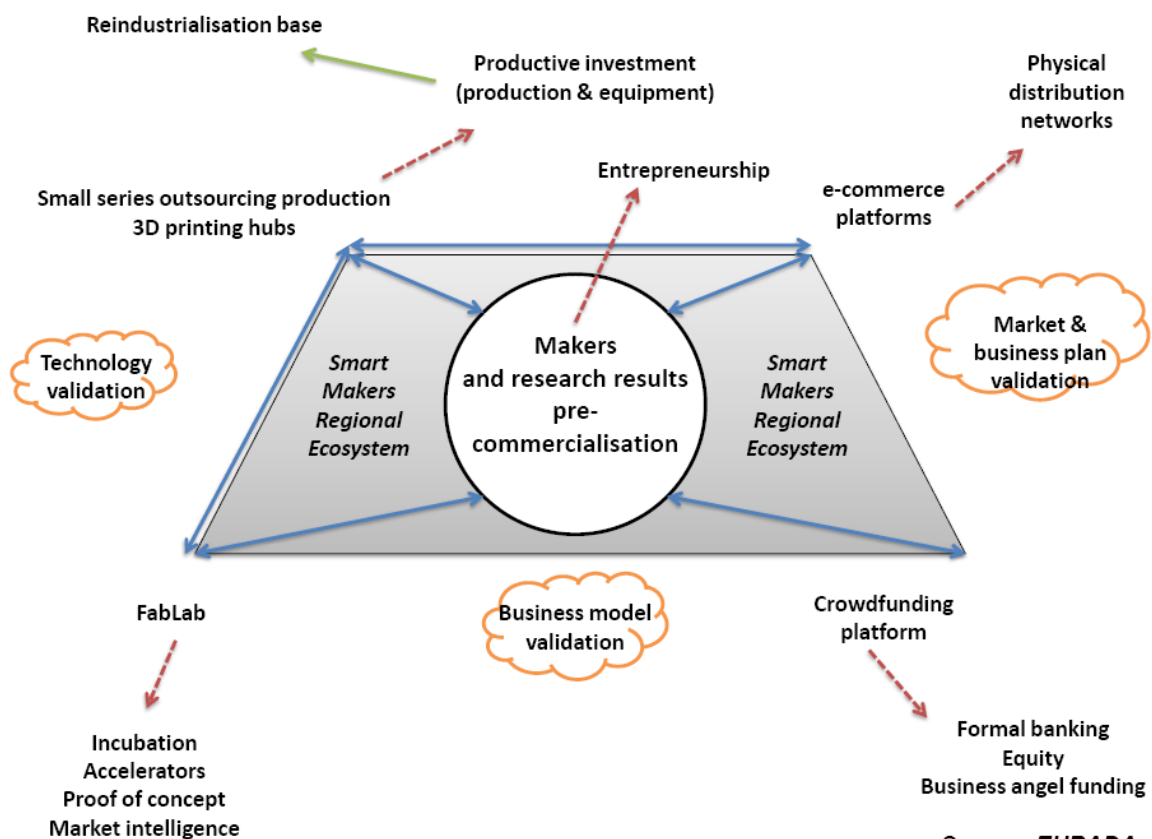 Reindustrialisation base
Productive investment
(production & equipment)
Physical
distribution
networks
Entrepreneurship
Small series outsourcing production
3D printing hubs
e-commerce
platforms
Technology
validation
Smart
Makers
Regional
Ecosystem
Makers
and research results
pre-
commercialisation
Smart
Makers
Regional
Ecosystem
Market &
business plan
validation
FabLab
Business model
validation
Crowdfunding
platform
Incubation
Accelerators
Proof of concept
Market intelligence
Formal banking
Equity
Business angel funding